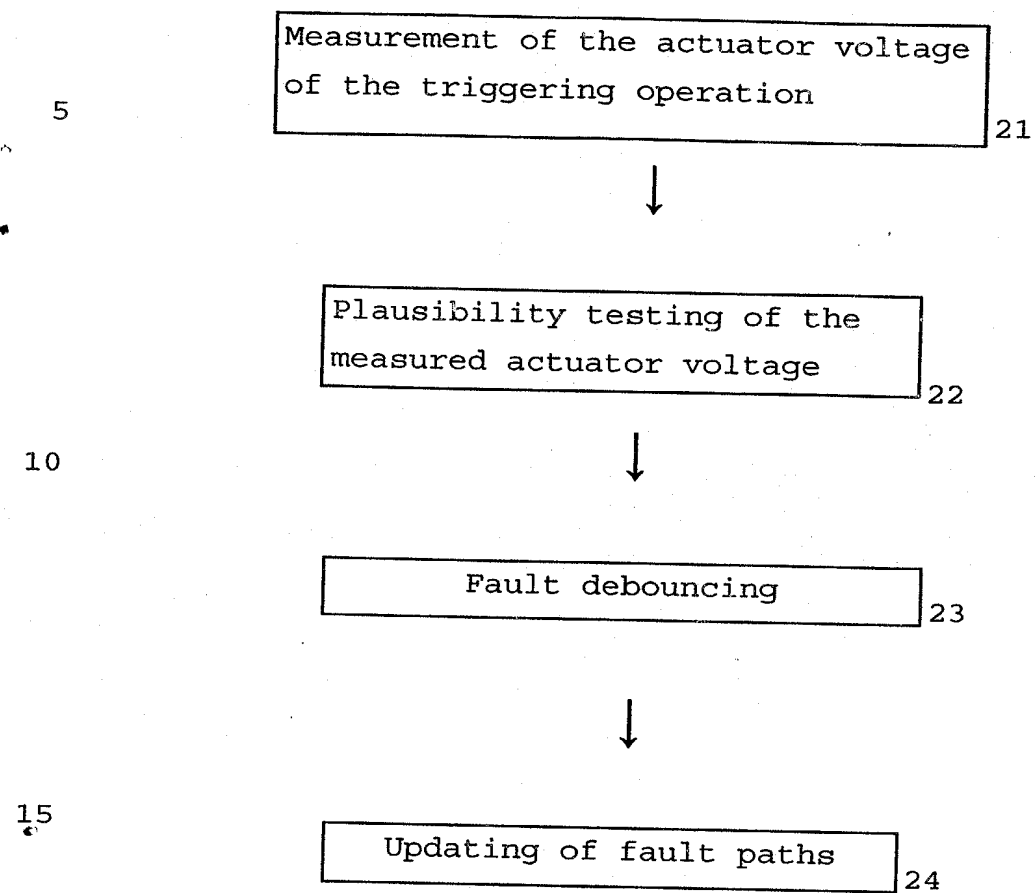 Measurement of the actuator voltage
of the triggering operation
5
21
Plausibility testing of the
measured actuator voltage
22
10
Fault debouncing
23
15
Updating of fault paths
24